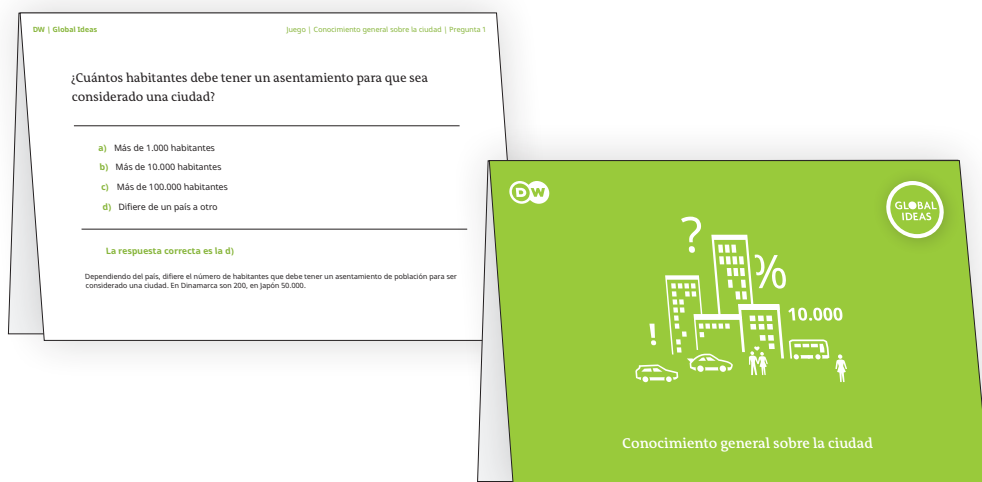 DW | Global Ideas
Juego | Conocimiento general sobre la ciudad | Pregunta 1
¿Cuántos habitantes debe tener un asentamiento para que sea
considerado una ciudad?
a) Más de 1.000 habitantes
b) Más de 10.000 habitantes
c) Más de 100.000 habitantes
d) Difiere de un país a otro
La respuesta correcta es la d)
Dependiendo del país, difiere el número de habitantes que debe tener un asentamiento de población para ser
considerado una ciudad. En Dinamarca son 200, en Japón 50.000.
DW
GLOBAL
IDEAS
?
%
10.000
!
Conocimiento general sobre la ciudad